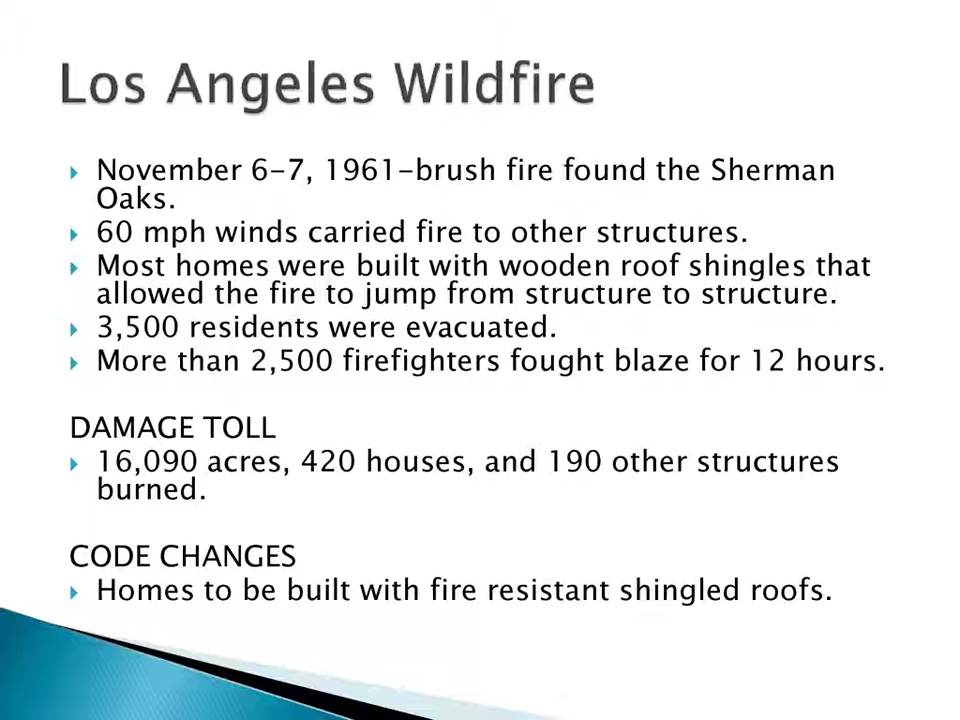 Los Angeles Wildfire
November 6-7, 1961-brush fire found the Sherman
Oaks.
60 mph winds carried fire to other structures.
Most homes were built with wooden roof shingles that
allowed the fire to jump from structure to structure.
3,500 residents were evacuated.
More than 2,500 firefighters fought blaze for 12 hours.
DAMAGE TOLL
16,090 acres, 420 houses, and 190 other structures
burned.
CODE CHANGES
Homes to be built with fire resistant shingled roofs.